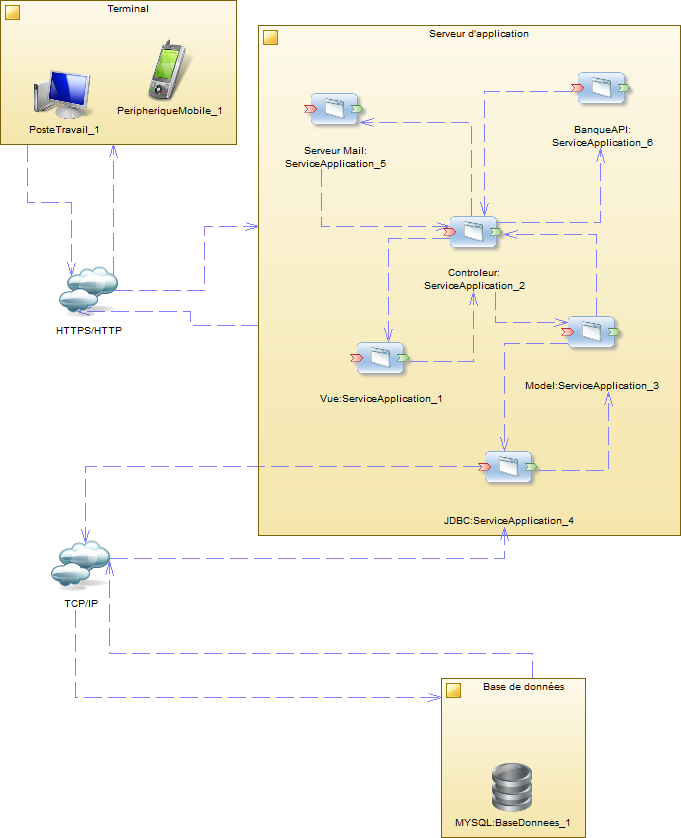 Terminal
PeripheriqueMobile_1
PosteTravail_1
Serveur d'application
BanqueAPI:
ServiceApplication_6
Serveur Mail:
ServiceApplication_5
Controleur:
ServiceApplication_2
HTTPS/HTTP
Model:ServiceApplication_3
Vue:ServiceApplication_1
JDBC:ServiceApplication_4
TCP/IP
Base de données
MYSQL:BaseDonnees_1